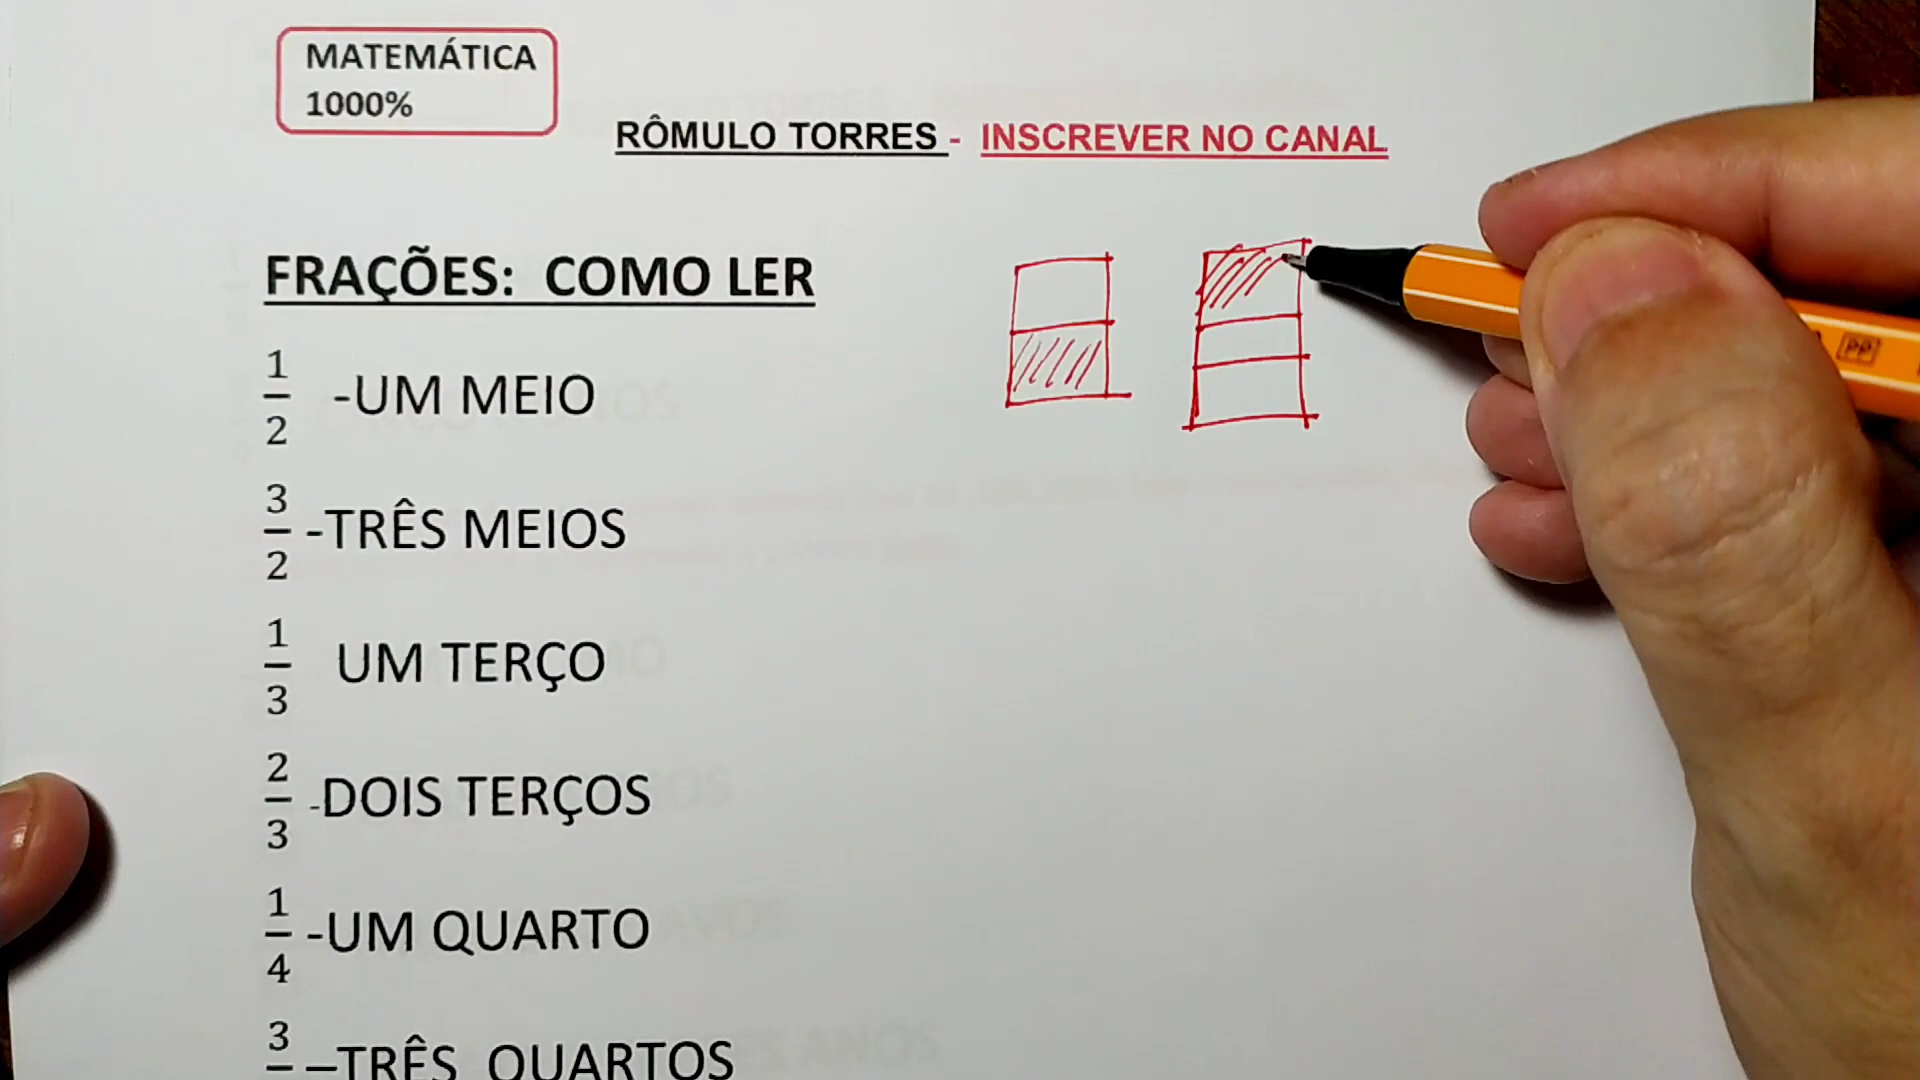 MATEMÁTICA
1000%
RÔMULO TORRES - INSCREVER NO CANAL
FRAÇÕES: COMO LER
1/2 -UM MEIO
3/2 -TRÊS MEIOS
1/3 UM TERÇO
2/3 -DOIS TERÇOS
1/4 -UM QUARTO
3 –TRÊS QUARTOS
PP